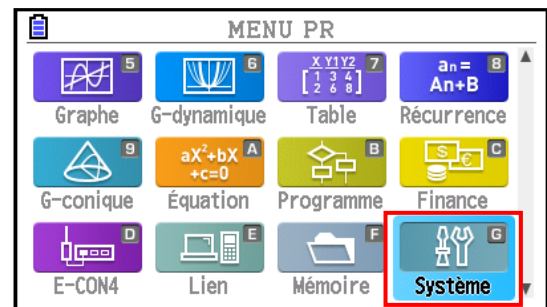 MENU PR
5 6 X Y1Y2 7 an= 8
1 3 4
2 6 8
An+B
Graphe G-dynamique Table Récurrence
9 aX²+bX A B $ € C
+c=0
G-conique Équation Programme Finance
D E F G
E-CON4 Lien Mémoire Système